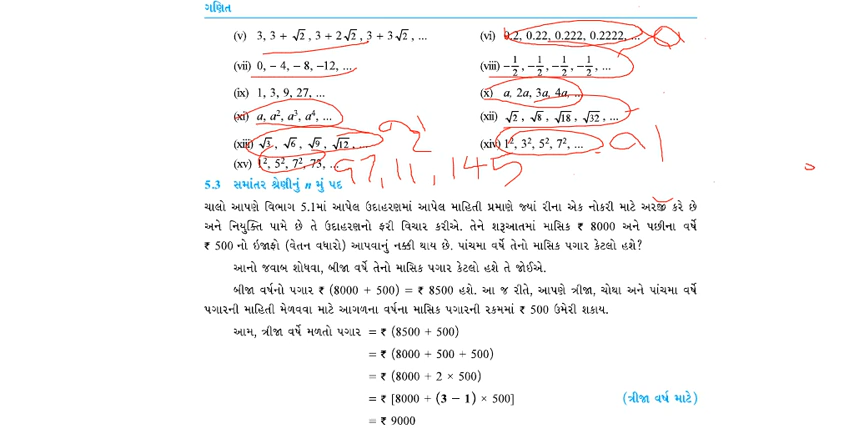 ગણિત
(v) 3, 3 + √2, 3 + 2√2, 3 + 3√2, ...
(vi) 0.2, 0.22, 0.222, 0.2222, ...
(vii) 0, – 4, – 8, –12, ...
(viii) –1/2, –1/2, –1/2, –1/2, ...
(ix) 1, 3, 9, 27, ...
(x) a, 2a, 3a, 4a, ...
(xi) a, a², a³, a⁴, ...
(xii) √2, √8, √18, √32, ...
(xiii) √3, √6, √9, √12, ...
(xiv) 1², 3², 5², 7², ...
(xv) 1², 5², 7², 73, ...
97, 11, 145
5.3 સમાંતર શ્રેણીનું n મું પદ
ચાલો આપણે વિભાગ 5.1માં આપેલ ઉદાહરણમાં આપેલ માહિતી પ્રમાણે જ્યાં રીના એક નોકરી માટે અરજી કરે છે
અને નિયુક્તિ પામે છે તે ઉદાહરણનો ફરી વિચાર કરીએ. તેને શરૂઆતમાં માસિક ₹ 8000 અને પછીના વર્ષે
₹ 500 નો ઇજાફો (વેતન વધારો) આપવાનું નક્કી થાય છે. પાંચમા વર્ષે તેનો માસિક પગાર કેટલો હશે?
આનો જવાબ શોધવા, બીજા વર્ષે તેનો માસિક પગાર કેટલો હશે તે જોઈએ.
બીજા વર્ષનો પગાર ₹ (8000 + 500) = ₹ 8500 હશે. આ જ રીતે, આપણે ત્રીજા, ચોથા અને પાંચમા વર્ષે
પગારની માહિતી મેળવવા માટે આગળના વર્ષના માસિક પગારની રકમમાં ₹ 500 ઉમેરી શકાય.
આમ, ત્રીજા વર્ષે મળતો પગાર = ₹ (8500 + 500)
= ₹ (8000 + 500 + 500)
= ₹ (8000 + 2 × 500)
= ₹ [8000 + (3 – 1) × 500] (ત્રીજા વર્ષ માટે)
= ₹ 9000